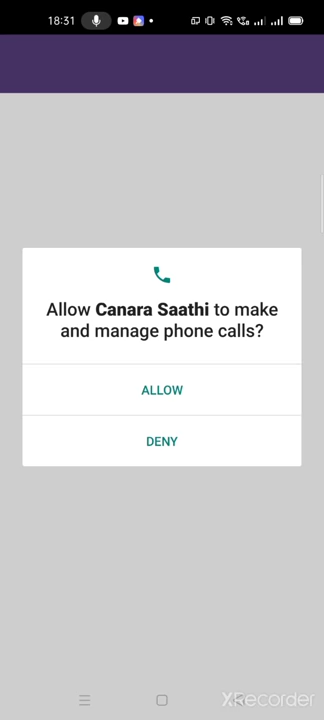 18:31
Allow Canara Saathi to make
and manage phone calls?
ALLOW
DENY
XRecorder